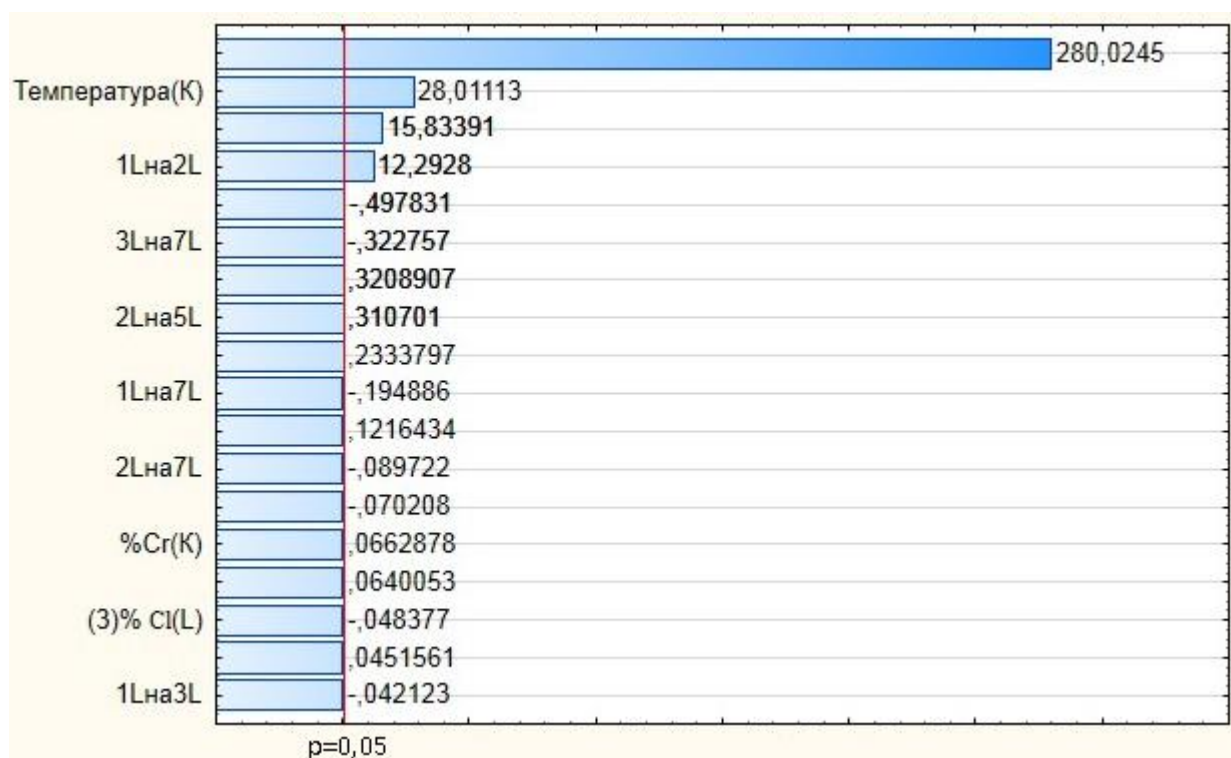 280,0245
Температура(К) 28,01113
15,83391
1Lна2L 12,2928
-,497831
3Lна7L -,322757
,3208907
2Lна5L ,310701
,2333797
1Lна7L -,194886
,1216434
2Lна7L -,089722
-,070208
%Cr(К) ,0662878
,0640053
(3)% Cl(L) -,048377
,0451561
1Lна3L -,042123
p=0,05